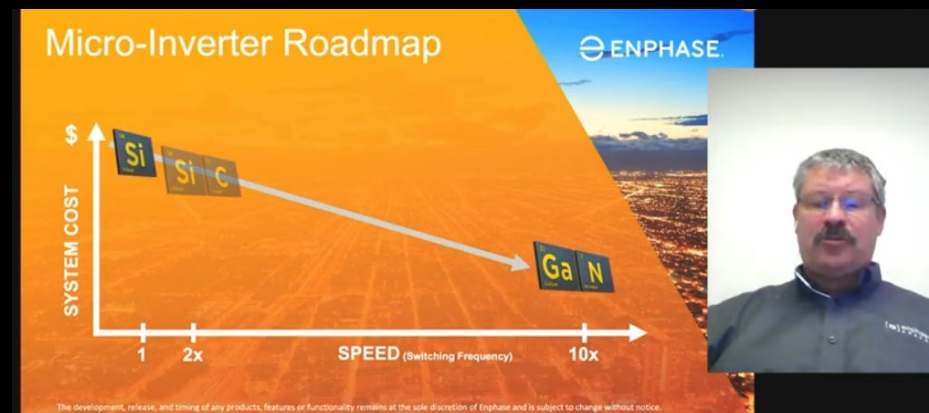 Micro-Inverter Roadmap
ENPHASE
$
SYSTEM COST
Si
Si C
Ga N
1 2x 10x
SPEED (Switching Frequency)
The development, release, and timing of any products, features or functionality remains at the sole discretion of Enphase and is subject to change without notice.